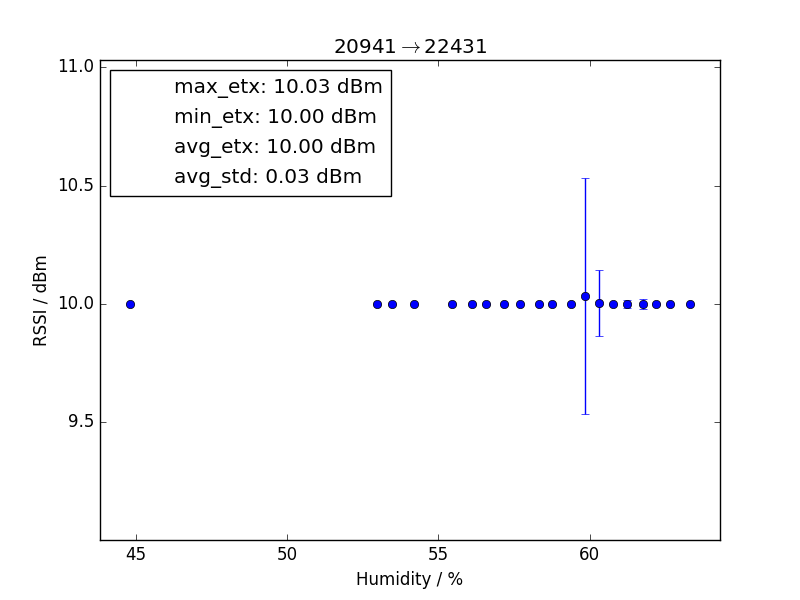 20941→22431
max_etx: 10.03 dBm
min_etx: 10.00 dBm
avg_etx: 10.00 dBm
avg_std: 0.03 dBm
11.0
10.5
10.0
9.5
RSSI / dBm
45 50 55 60
Humidity / %